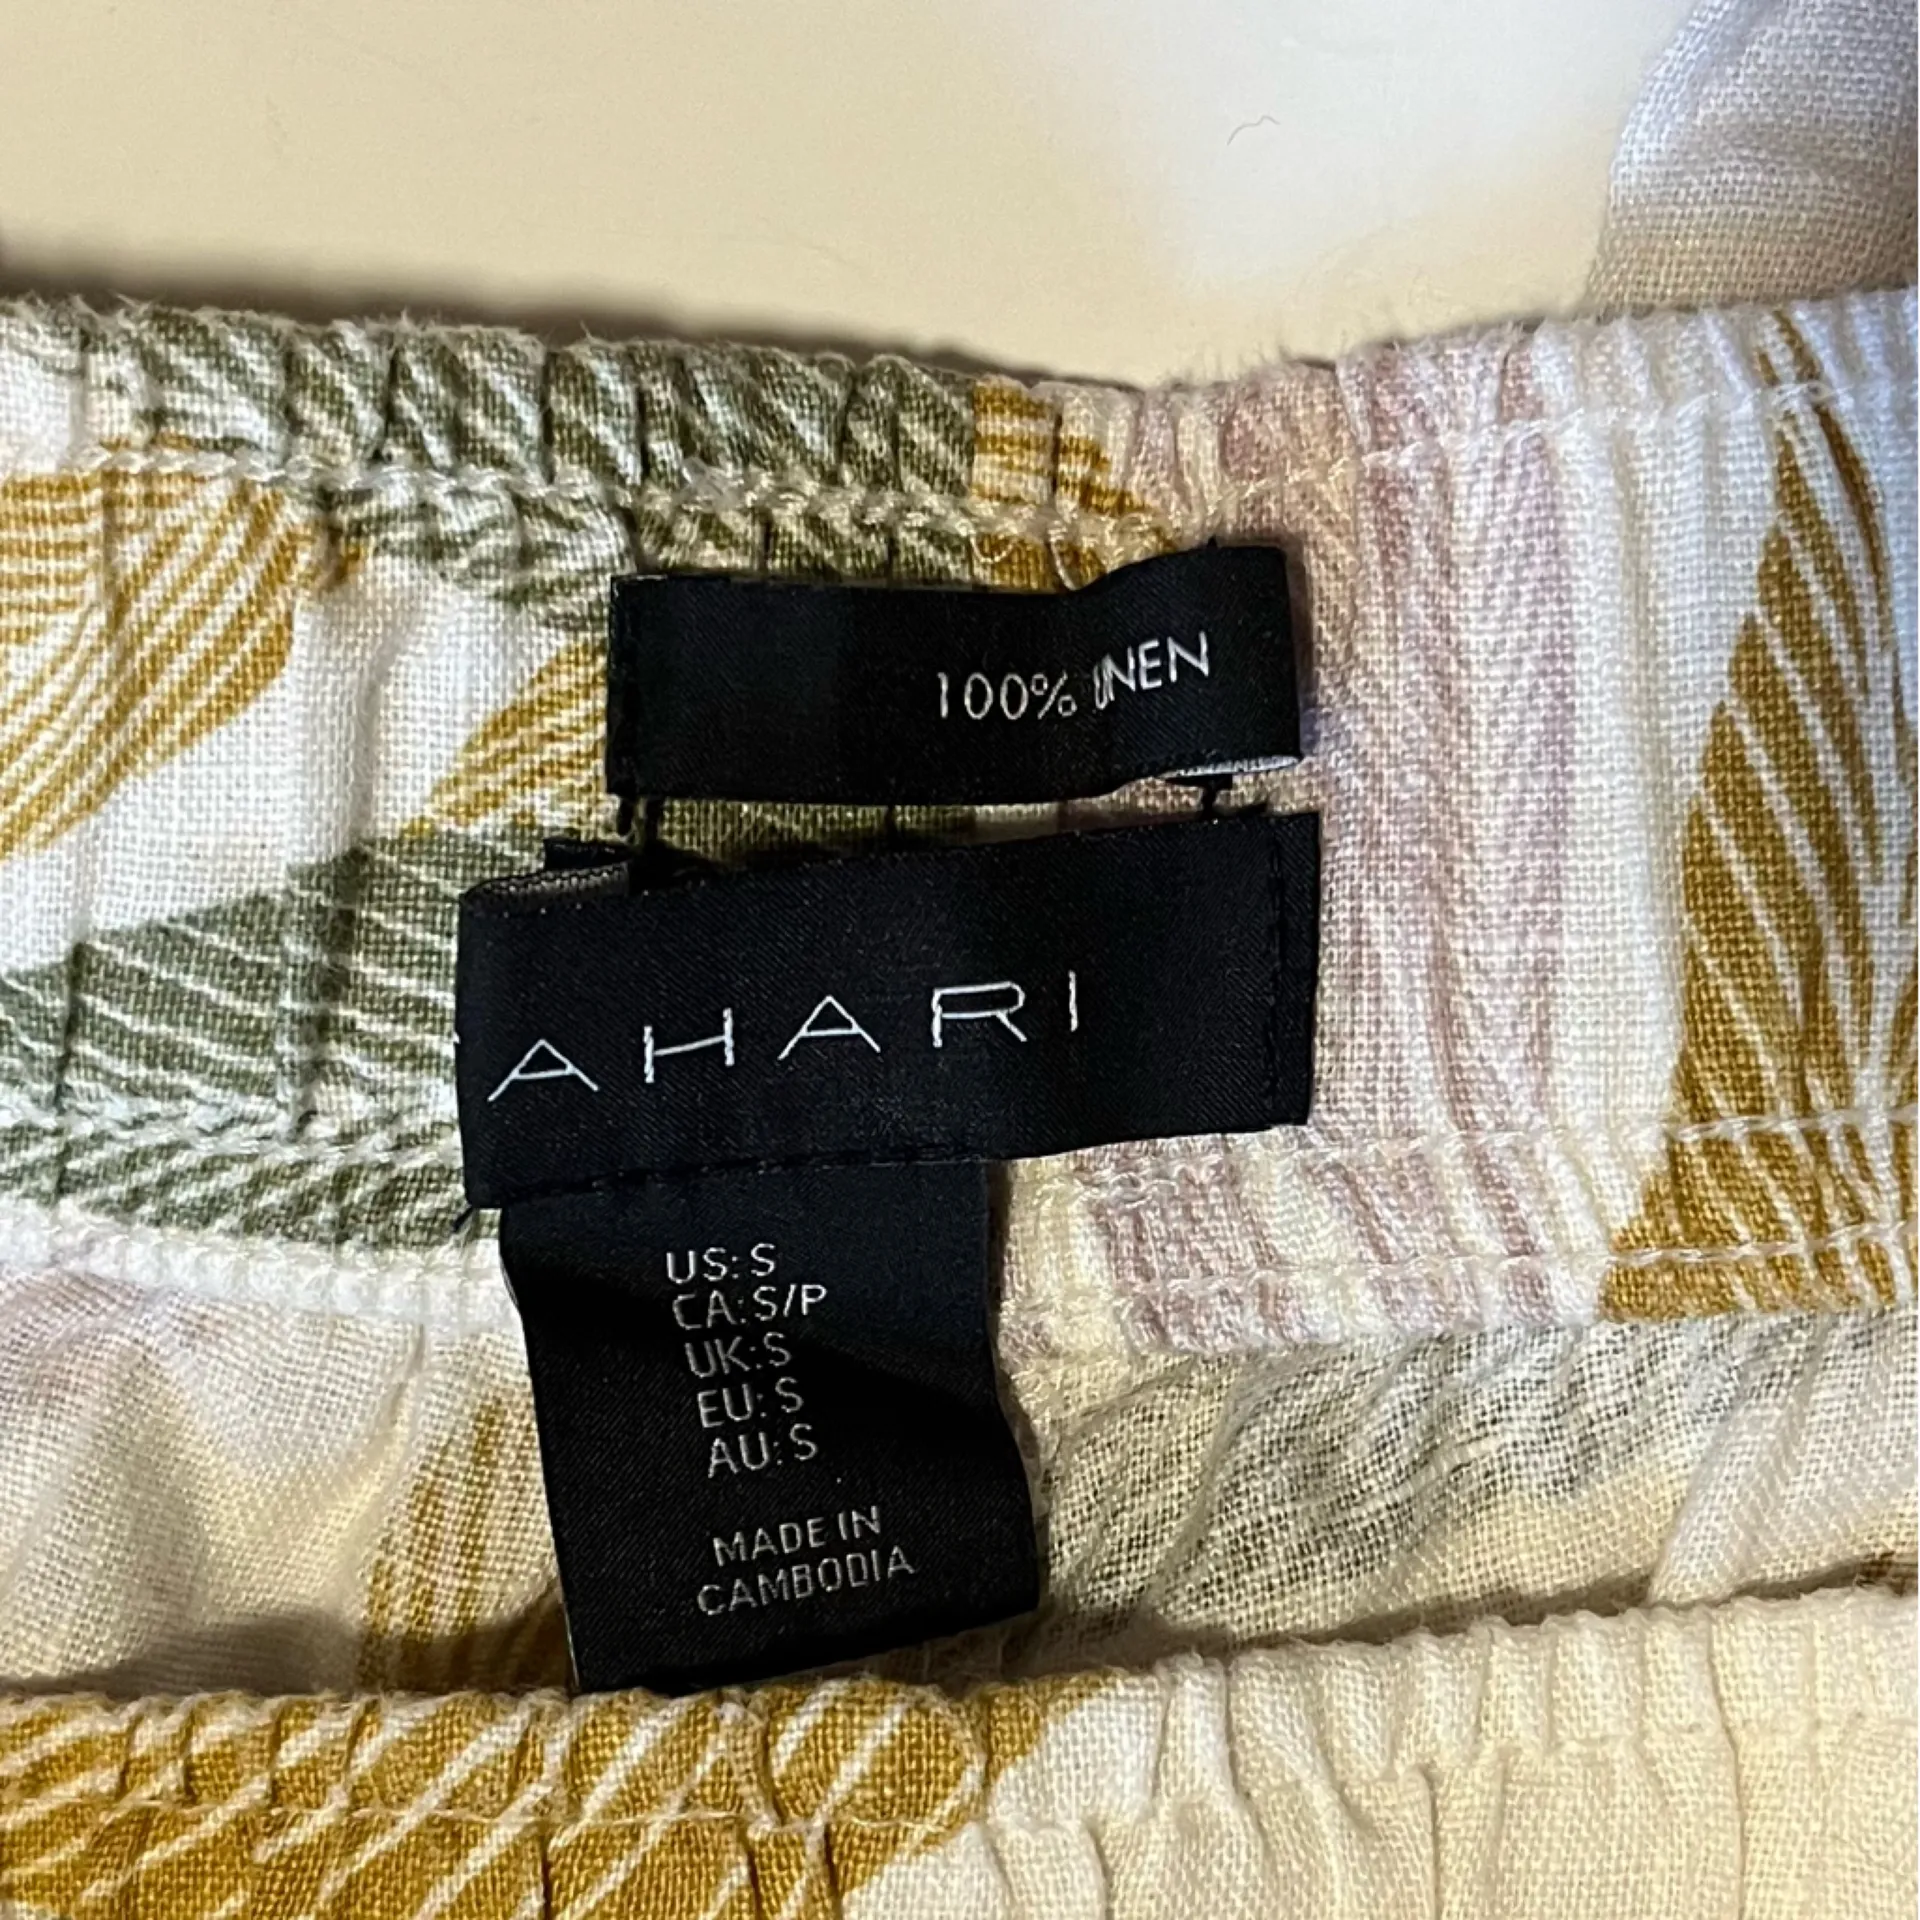 100% LINEN
AHARI
US: S
CA: S/P
UK: S
EU: S
AU: S
MADE IN
CAMBODIA